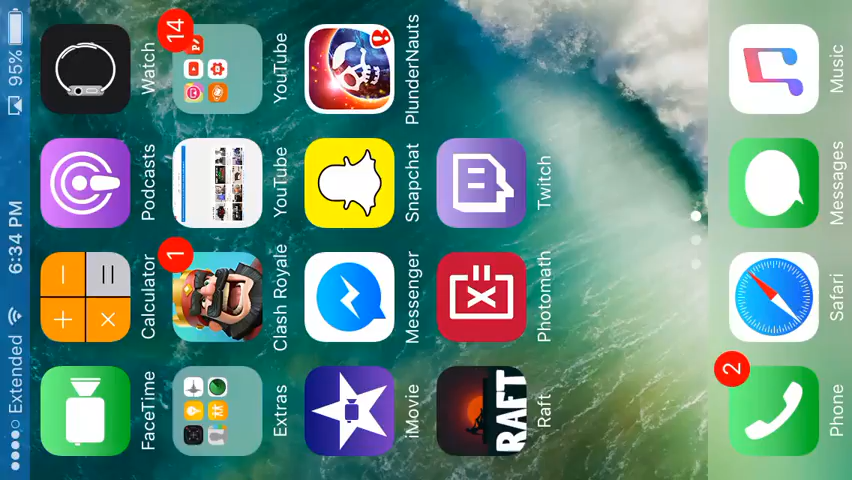 ●●●●○ Extended 6:34 PM 95%
FaceTime Calculator Podcasts Watch
1 14
Extras Clash Royale YouTube YouTube
iMovie Messenger Snapchat PlunderNauts
RAFT
Raft Photomath Twitch
2
Phone Safari Messages Music